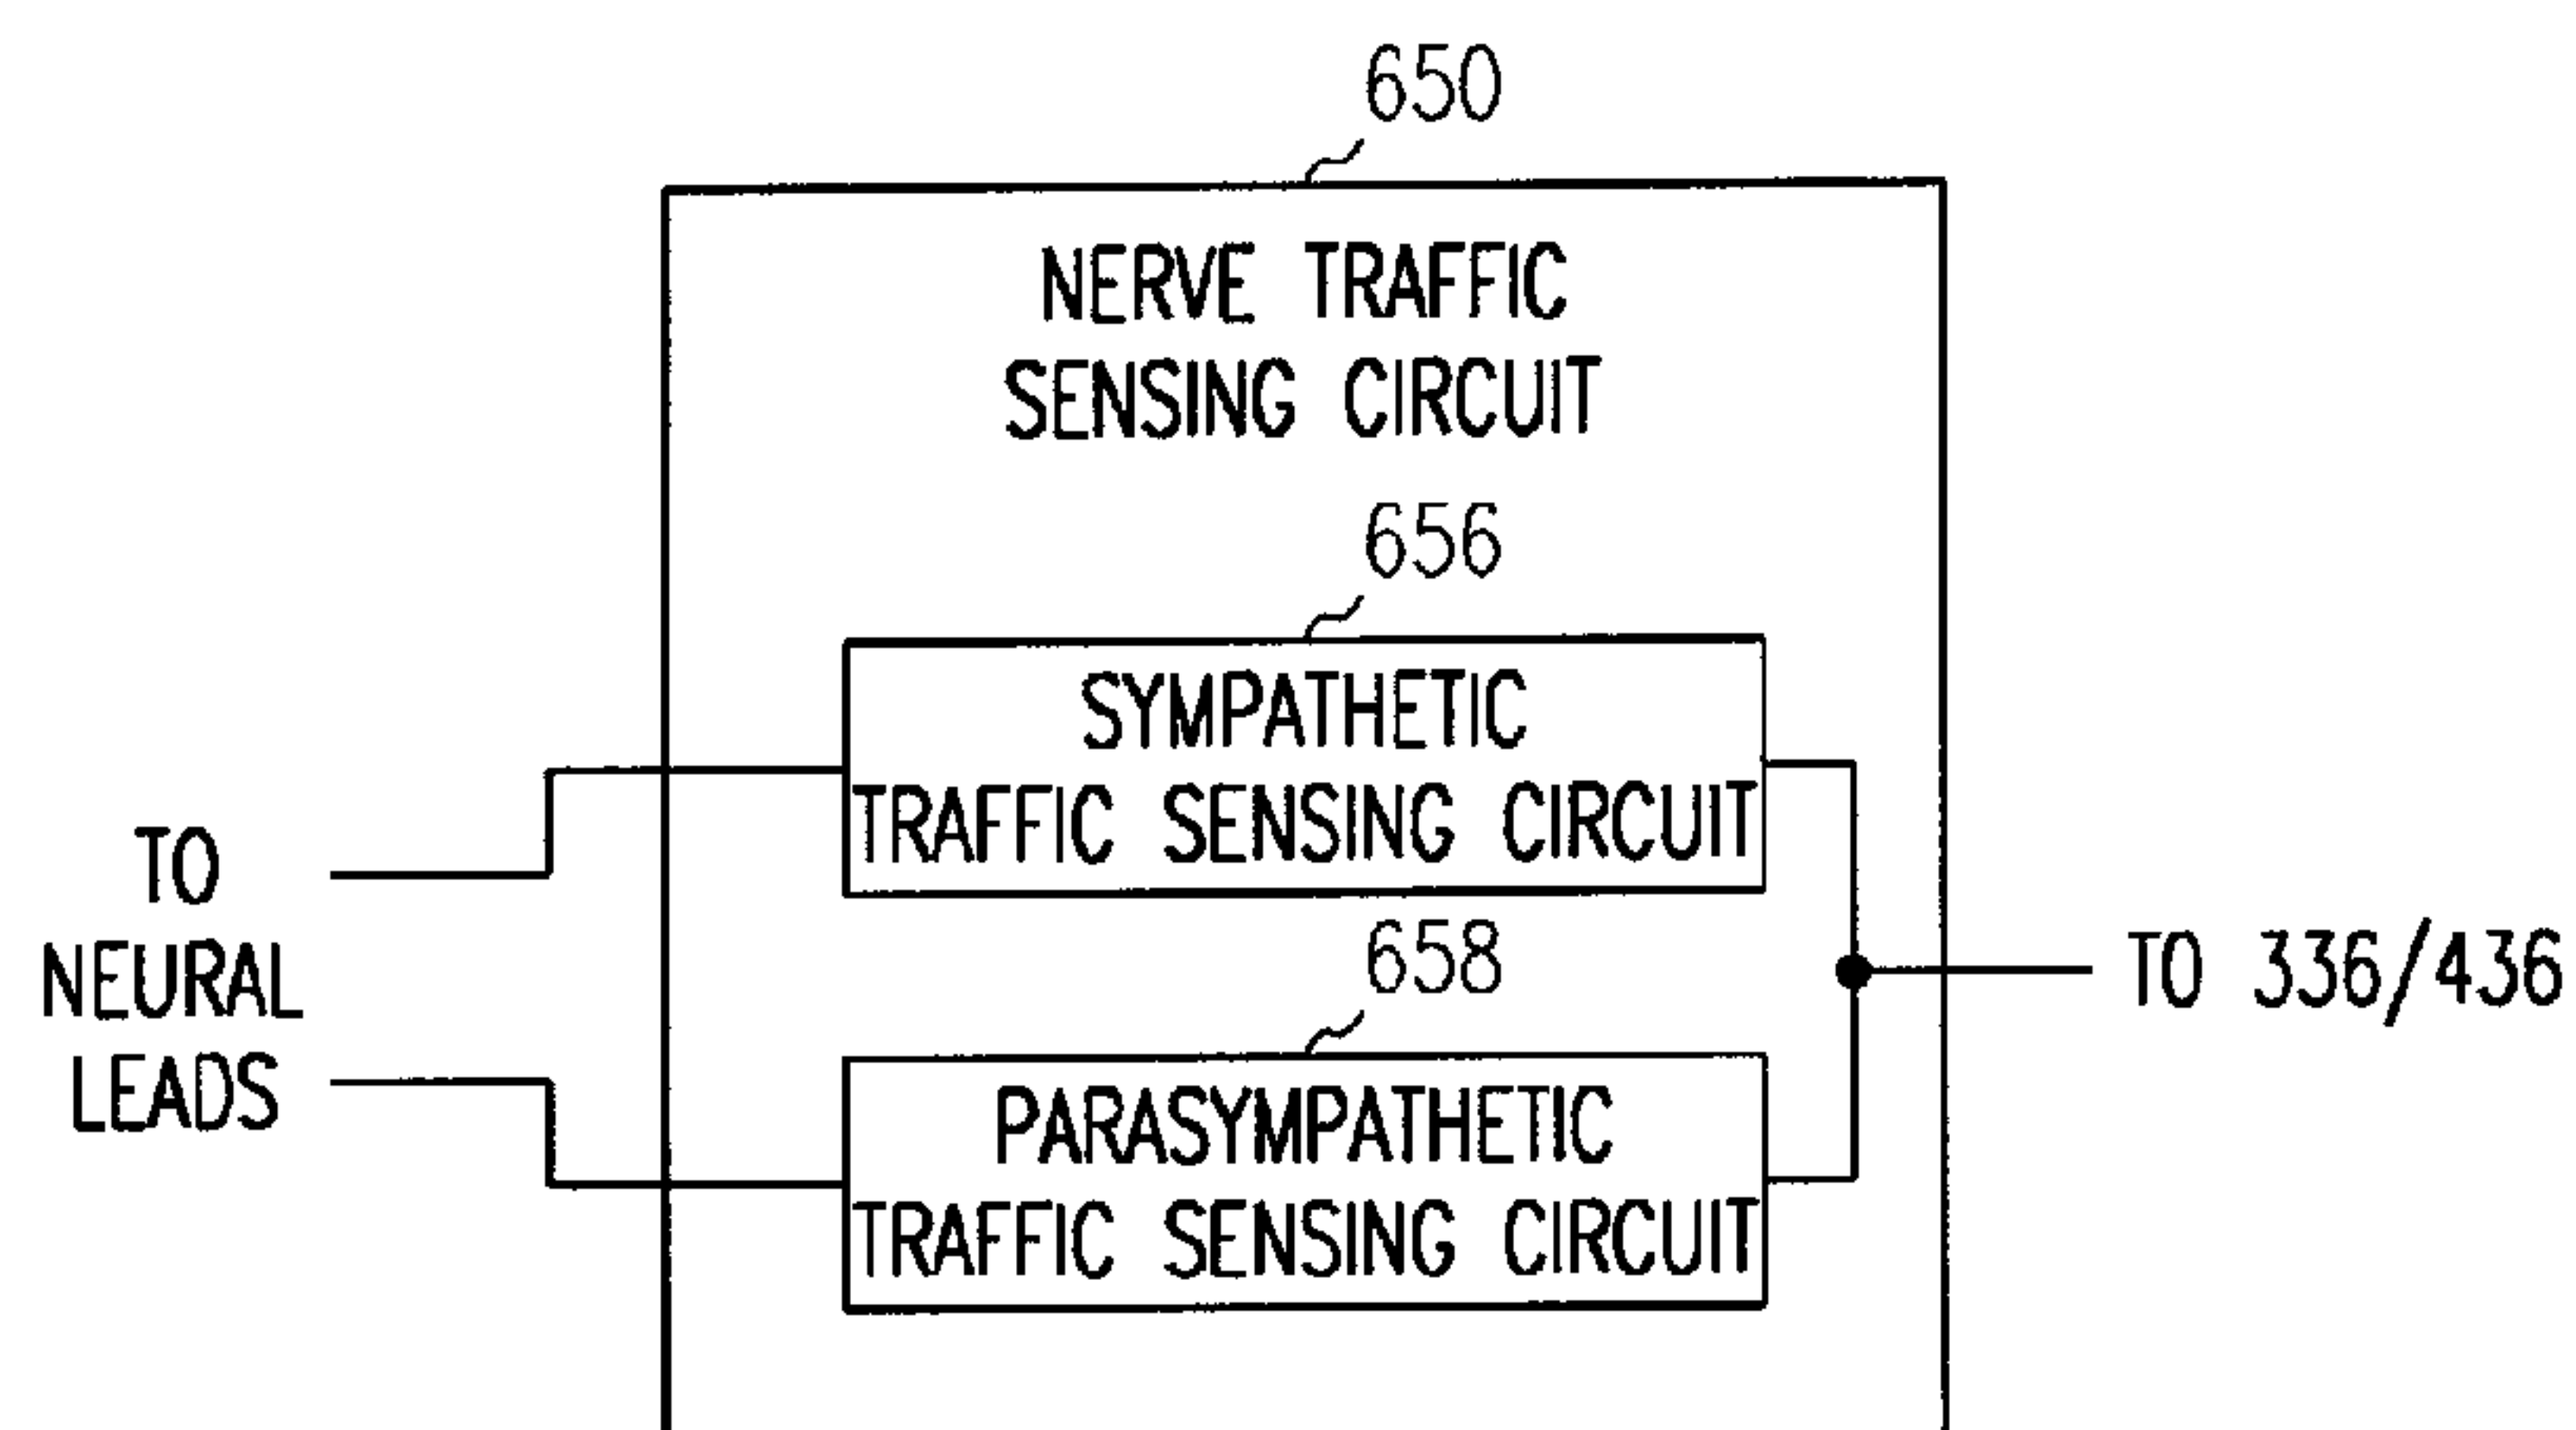 650
NERVE TRAFFIC
SENSING CIRCUIT
656
SYMPATHETIC
TRAFFIC SENSING CIRCUIT
TO
NEURAL
LEADS
658
TO 336/436
PARASYMPATHETIC
TRAFFIC SENSING CIRCUIT